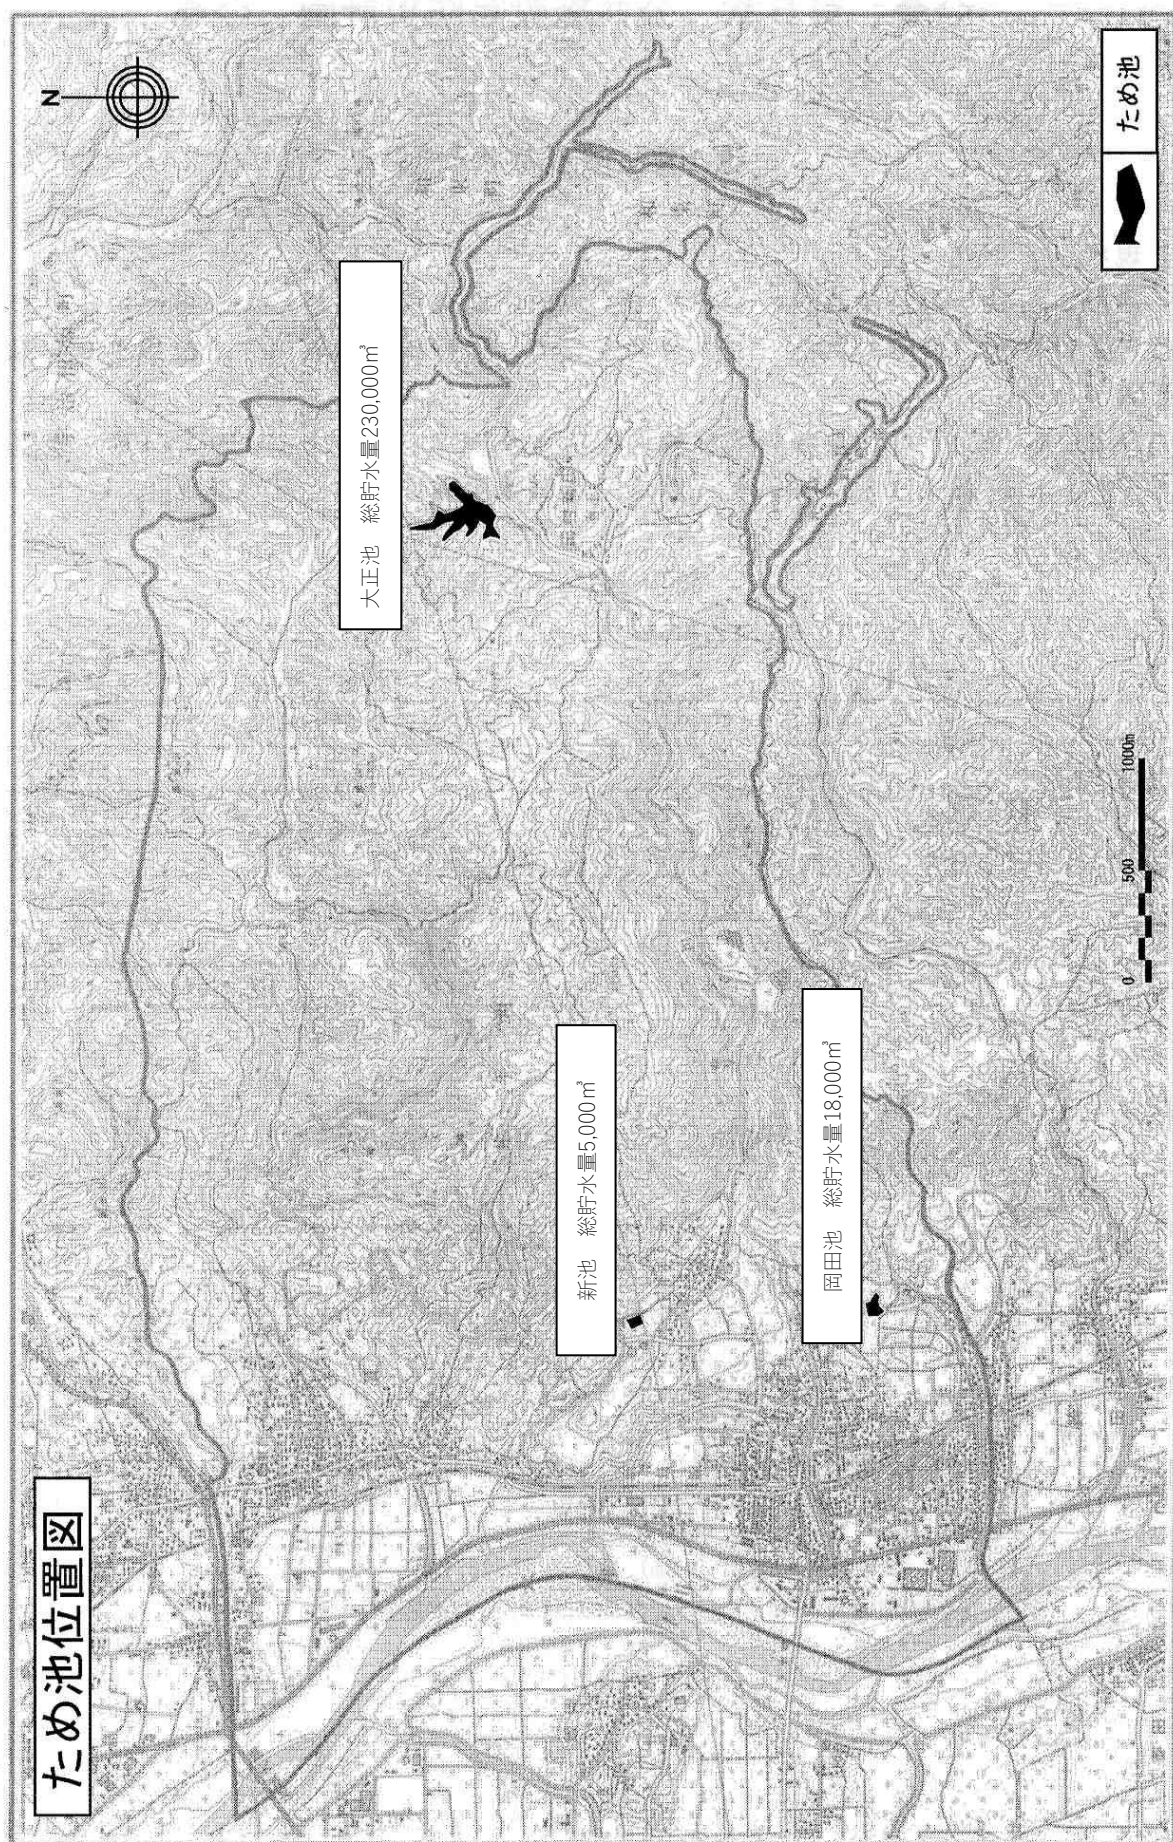 ため池位置図
N
大正池 総貯水量230,000㎥
新池 総貯水量5,000㎥
岡田池 総貯水量18,000㎥
0 500 1000m
ため池